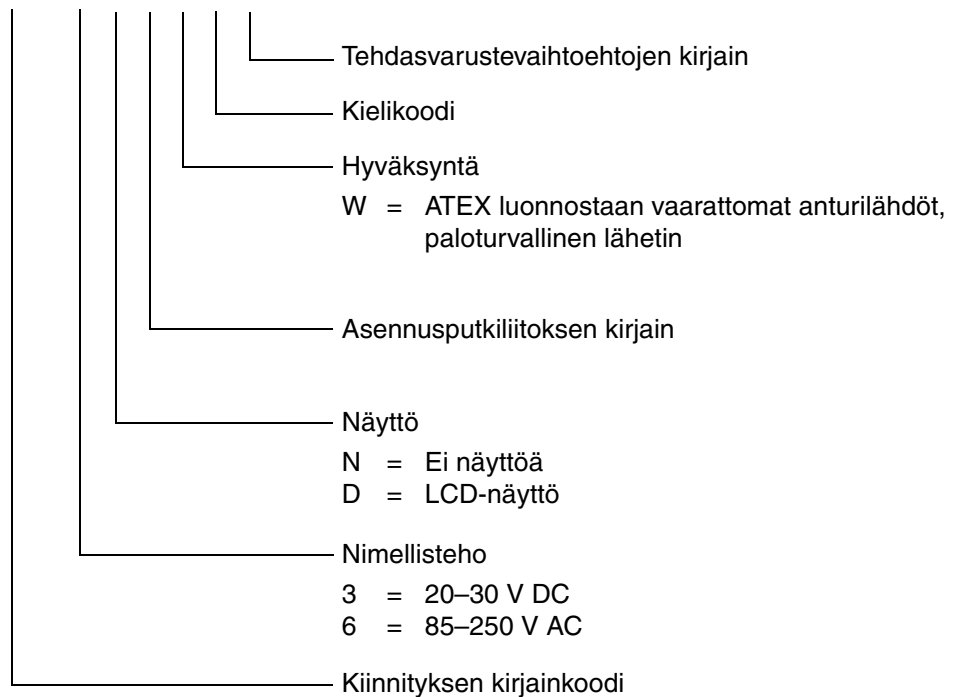 Tehdasvarustevaihtoehtojen kirjain
Kielikoodi
Hyväksyntä
W = ATEX luonnostaan vaarattomat anturilähdöt,
paloturvallinen lähetin
Asennusputkiliitoksen kirjain
Näyttö
N = Ei näyttöä
D = LCD-näyttö
Nimellisteho
3 = 20–30 V DC
6 = 85–250 V AC
Kiinnityksen kirjainkoodi